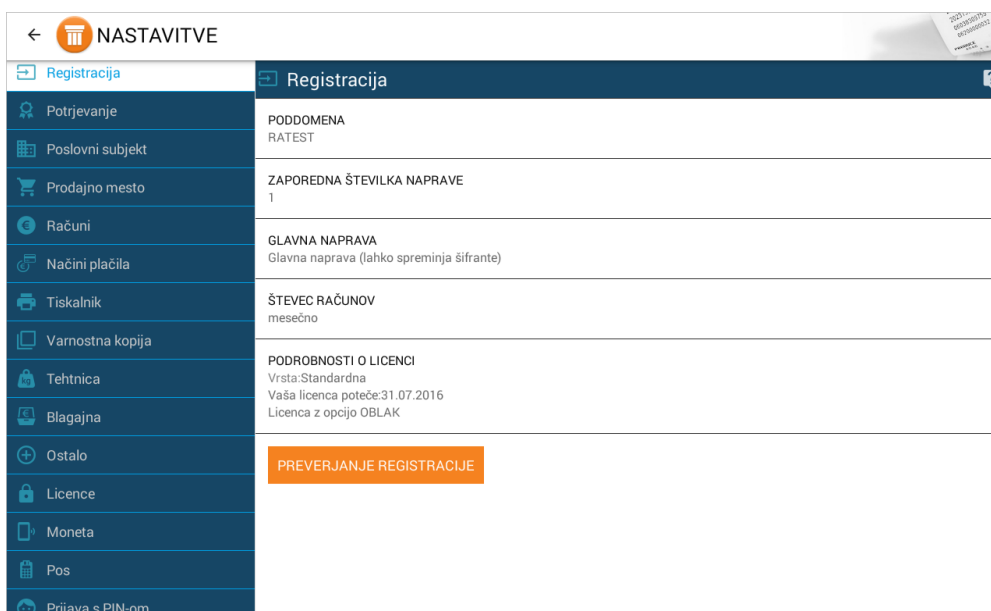 NASTAVITVE
Registracija
Potrjevanje
Poslovni subjekt
Prodajno mesto
Računi
Načini plačila
Tiskalnik
Varnostna kopija
Tehtnica
Blagajna
Ostalo
Licence
Moneta
Pos
Prijava s PIN-om
Registracija
PODDOMENA
RATEST
ZAPOREDNA ŠTEVILKA NAPRAVE
1
GLAVNA NAPRAVA
Glavna naprava (lahko spreminja šifrante)
ŠTEVEC RAČUNOV
mesečno
PODROBNOSTI O LICENCI
Vrsta:Standardna
Vaša licenca poteče:31.07.2016
Licenca z opcijo OBLAK
PREVERJANJE REGISTRACIJE